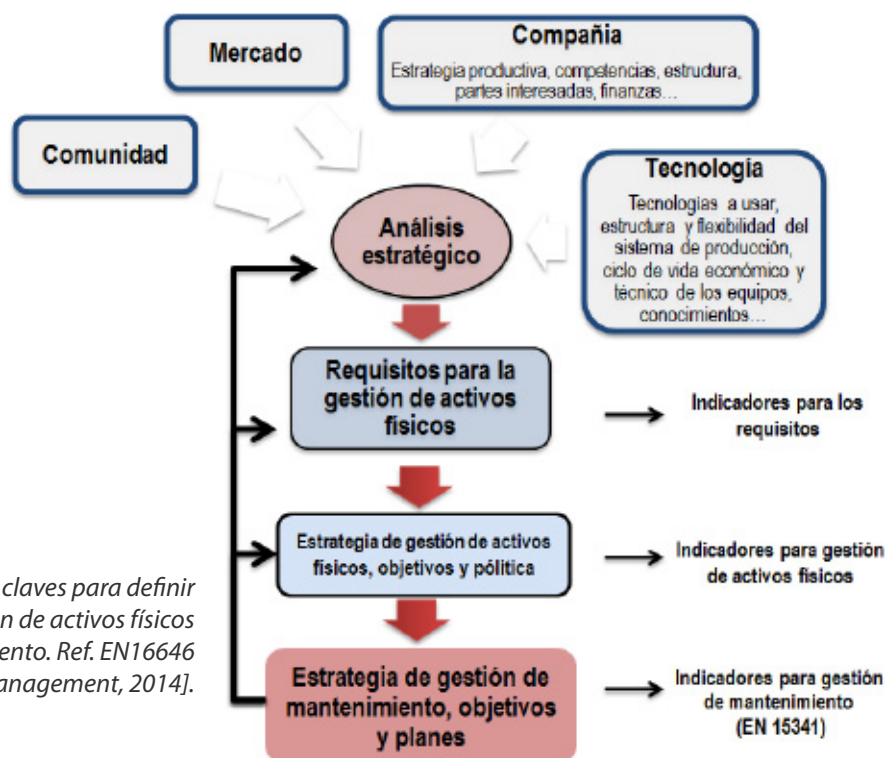 Mercado
Compañia
Estrategia productiva, competencias, estructura,
partes interesadas, finanzas...
Comunidad
Tecnología
Tecnologías a usar,
estructura y flexibilidad del
sistema de producción,
ciclo de vida económico y
técnico de los equipos,
conocimientos...
Análisis
estratégico
Requisitos para la
gestión de activos
físicos
Indicadores para los
requisitos
Estrategia de gestión de activos
físicos, objetivos y pólitica
Indicadores para gestión
de activos físicos
Estrategia de gestión de
mantenimiento, objetivos
y planes
Indicadores para gestión
de mantenimiento
(EN 15341)
claves para definir
n de activos físicos
ento. Ref. EN16646
anagement, 2014].